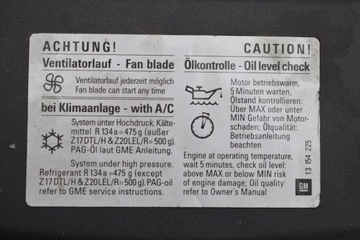 ACHTUNG!
CAUTION!
Ventilatorlauf - Fan blade
Ventilatorlauf jederzeit möglich
Fan blade can start any time
bei Klimaanlage - with A/C
System unter Hochdruck. Kälte-
mittel R 134 a = 475 g (außer
Z17DTL/H & Z20LEL/R= 500 g).
PAG-Öl laut GME Anleitung.
System under high pressure.
Refrigerant R 134 a = 475 g (except
Z17DTL/H & Z20LEL/R= 500 g). PAG-oil
refer to GME service instructions.
Ölkontrolle - Oil level check
Motor betriebswarm,
5 Minuten warten,
Ölstand kontrollieren:
Über MAX oder unter
MIN Gefahr von Motor-
schaden; Ölqualität:
Betriebsanleitung
beachten
Engine at operating temperature,
wait 5 minutes, check oil level:
above MAX or below MIN risk
of engine damage; Oil quality:
refer to Owner's Manual
13 154 225
GM